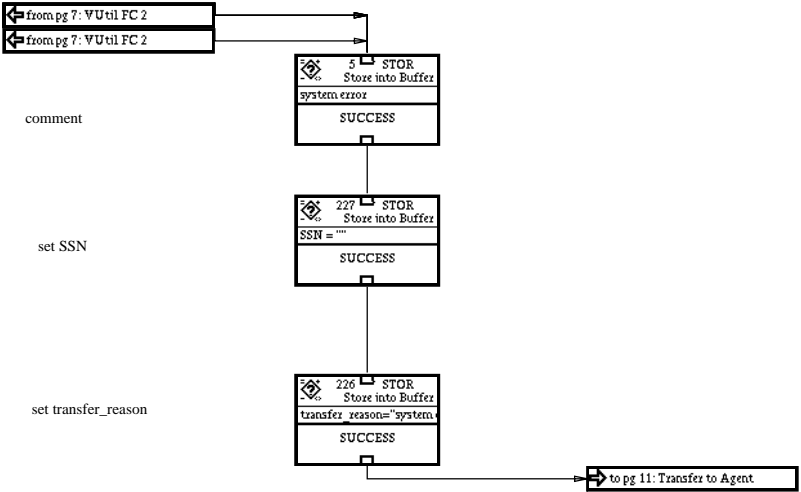 from pg 7: VUtil FC 2
from pg 7: VUtil FC 2
5 STOR
Store into Buffer
system error
comment
SUCCESS
227 STOR
Store into Buffer
SSN = ""
set SSN
SUCCESS
226 STOR
Store into Buffer
set transfer_reason
transfer_reason="system
SUCCESS
to pg 11: Transfer to Agent